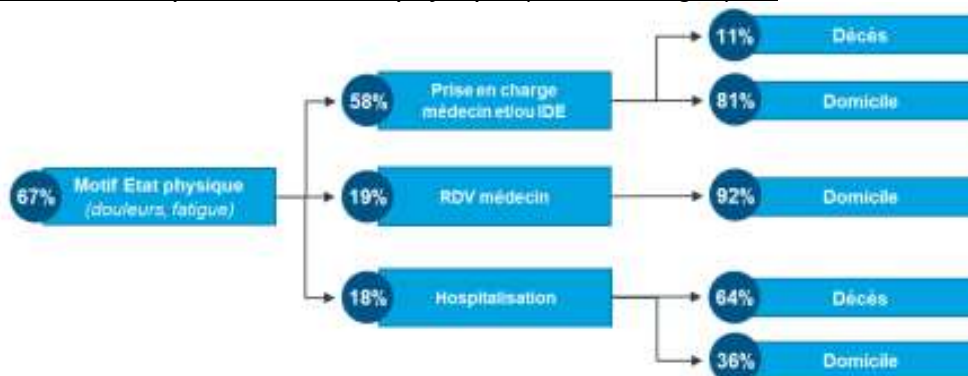 11% Décès
58% Prise en charge
médecin et/ou IDE
81% Domicile
67% Motif Etat physique
(douleurs, fatigue)
19% RDV médecin
92% Domicile
18% Hospitalisation
64% Décès
36% Domicile